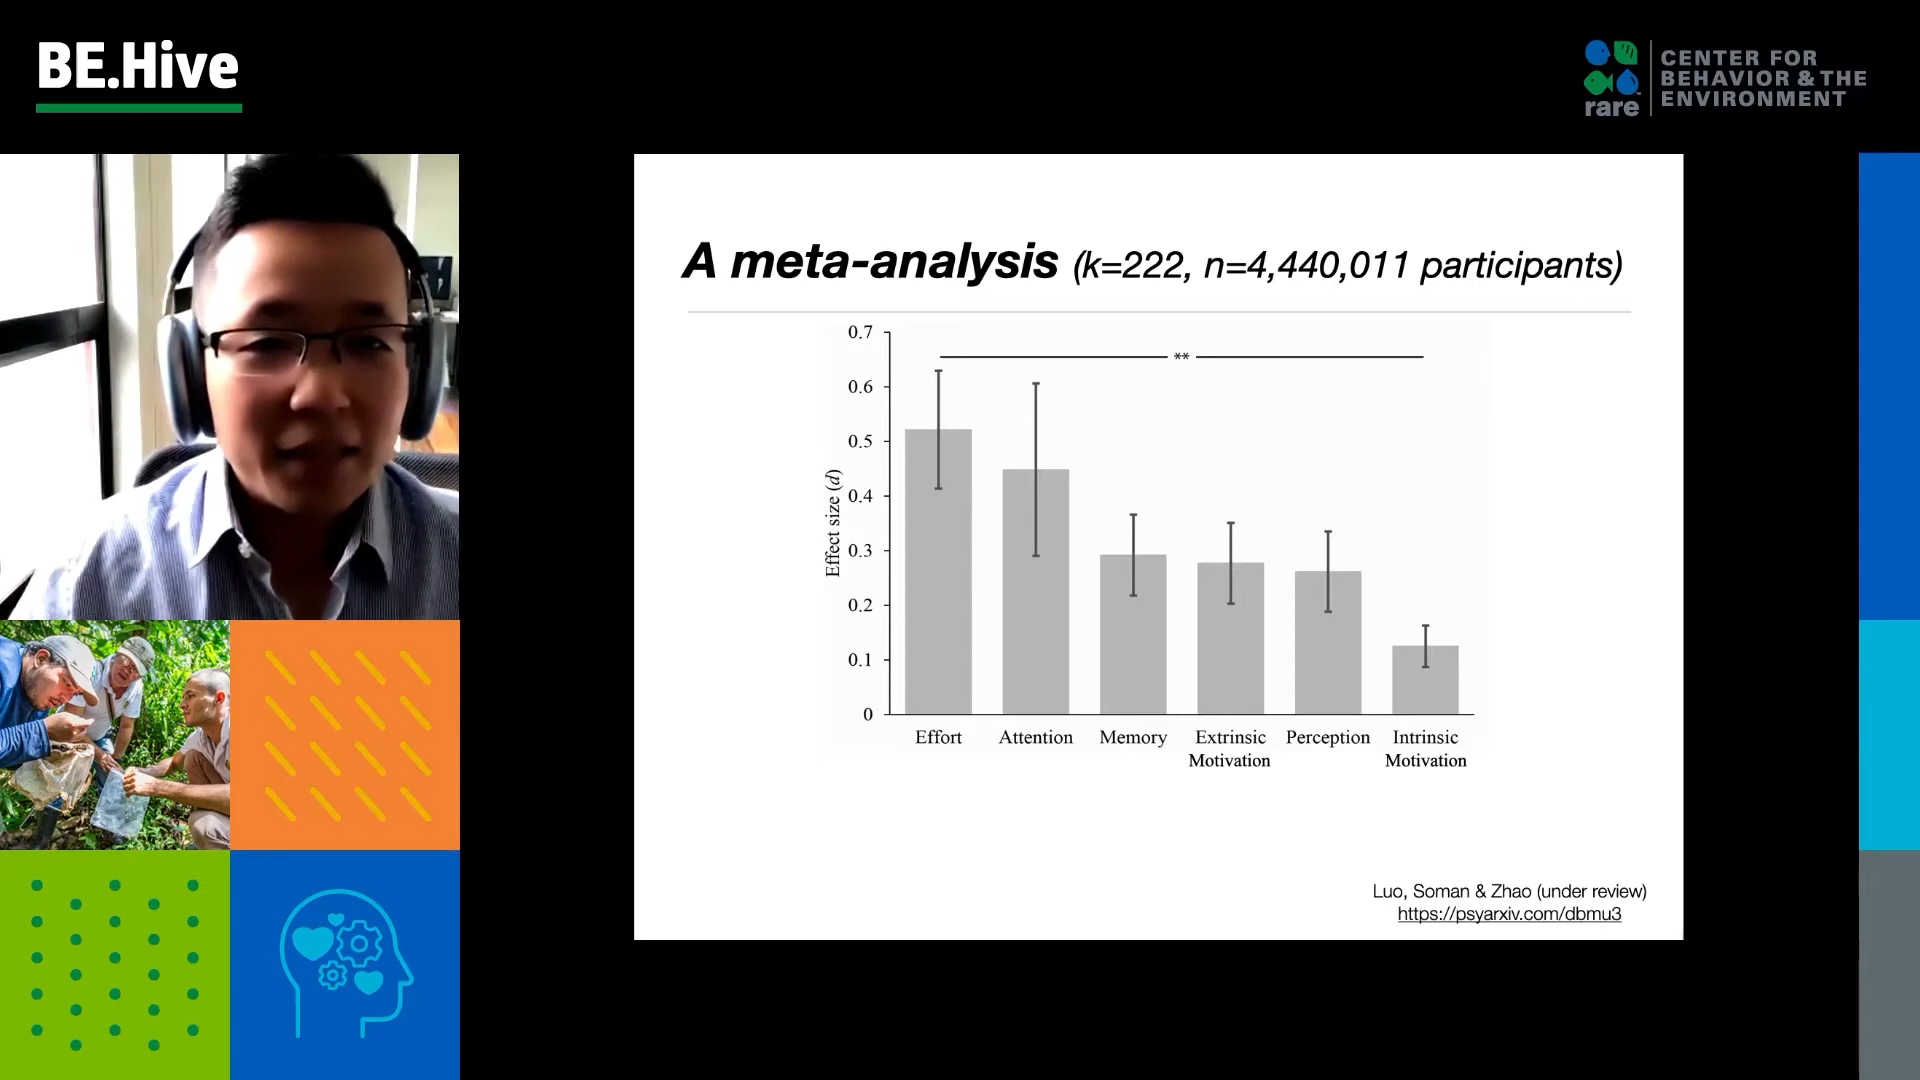 BE.Hive
rare
CENTER FOR
BEHAVIOR & THE
ENVIRONMENT
A meta-analysis (k=222, n=4,440,011 participants)
0.7
0.6
0.5
0.4
0.3
0.2
0.1
0
Effect size (d)
**
Effort
Attention
Memory
Extrinsic
Motivation
Perception
Intrinsic
Motivation
Luo, Soman & Zhao (under review)
https://psyarxiv.com/dbmu3